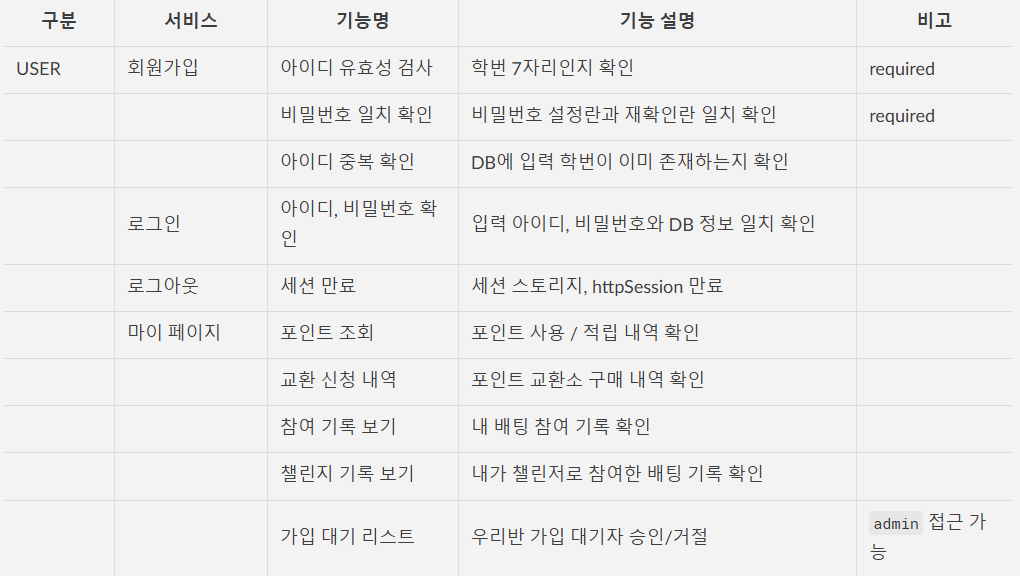 구분 서비스 기능명 기능 설명 비고
USER 회원가입 아이디 유효성 검사 학번 7자리인지 확인 required
비밀번호 일치 확인 비밀번호 설정란과 재확인란 일치 확인 required
아이디 중복 확인 DB에 입력 학번이 이미 존재하는지 확인
로그인 아이디, 비밀번호 확
인 입력 아이디, 비밀번호와 DB 정보 일치 확인
로그아웃 세션 만료 세션 스토리지, httpSession 만료
마이 페이지 포인트 조회 포인트 사용 / 적립 내역 확인
교환 신청 내역 포인트 교환소 구매 내역 확인
참여 기록 보기 내 배팅 참여 기록 확인
챌린지 기록 보기 내가 챌린저로 참여한 배팅 기록 확인
가입 대기 리스트 우리반 가입 대기자 승인/거절 admin 접근 가
능